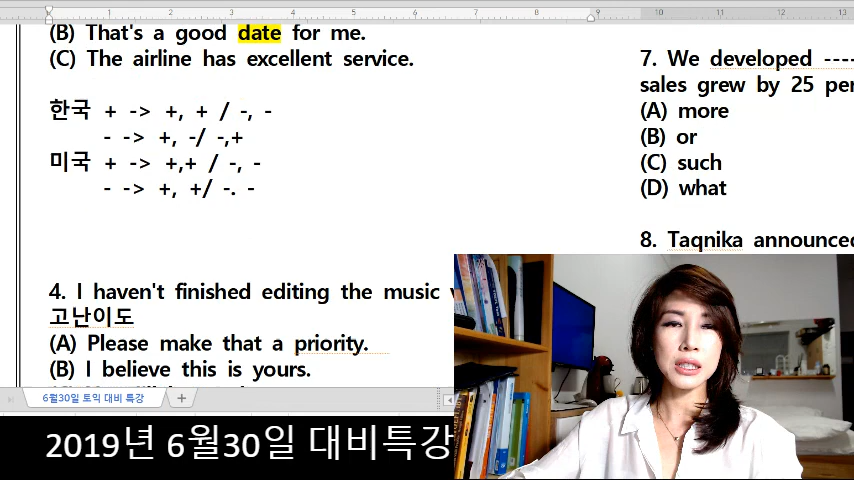 (B) That's a good date for me.
(C) The airline has excellent service.
한국 + -> +, + / -, -
- -> +, -/ -,+
미국 + -> +,+ / -, -
- -> +, +/ -. -
4. I haven't finished editing the music
고난이도
(A) Please make that a priority.
(B) I believe this is yours.
7. We developed ----
sales grew by 25 per
(A) more
(B) or
(C) such
(D) what
8. Taqnika announced
6월30일 토익 대비 특강
2019년 6월30일 대비특강